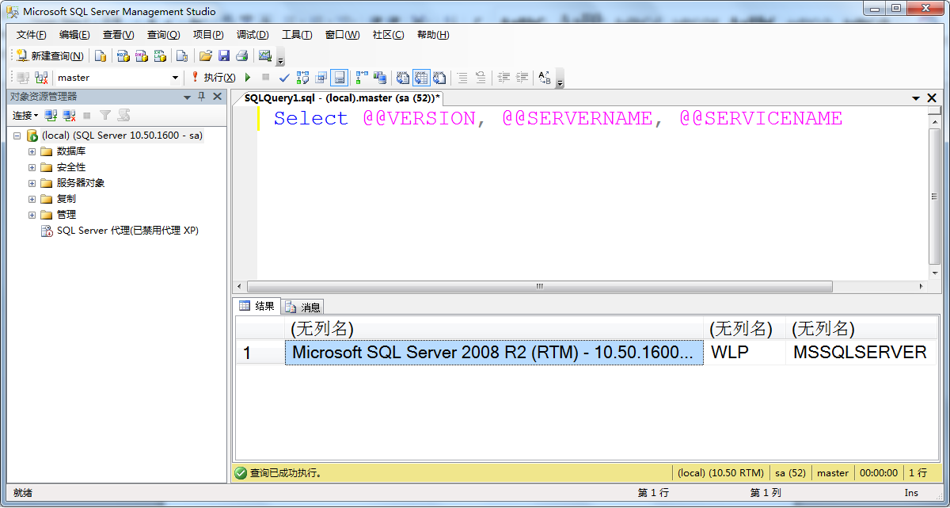 Microsoft SQL Server Management Studio
文件(F) 编辑(E) 查看(V) 查询(Q) 项目(P) 调试(D) 工具(T) 窗口(W) 社区(C) 帮助(H)
新建查询(N)
master 执行(X)
对象资源管理器
SQLQuery1.sql - (local).master (sa (52))*
连接
Select @@VERSION, @@SERVERNAME, @@SERVICENAME
(local) (SQL Server 10.50.1600 - sa)
数据库
安全性
服务器对象
复制
管理
SQL Server 代理(已禁用代理 XP)
结果 消息
(无列名) (无列名) (无列名)
1 Microsoft SQL Server 2008 R2 (RTM) - 10.50.1600... WLP MSSQLSERVER
查询已成功执行。 (local) (10.50 RTM) sa (52) master 00:00:00 1 行
就绪 第 1 行 第 1 列 Ins